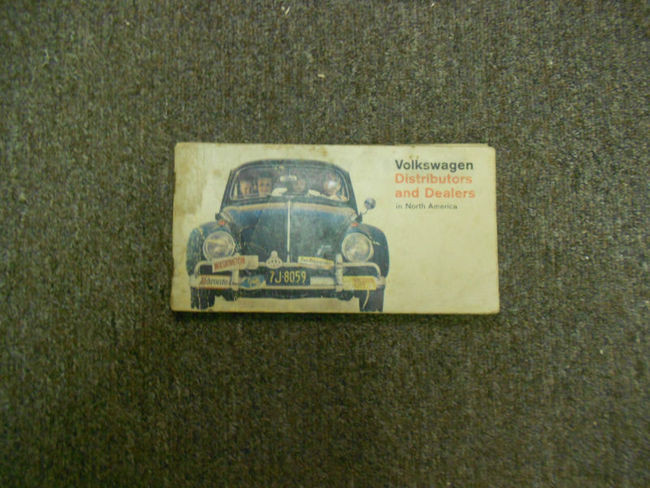 Volkswagen
Distributors
and Dealers
in North America
WASHINGTON
7J-8059